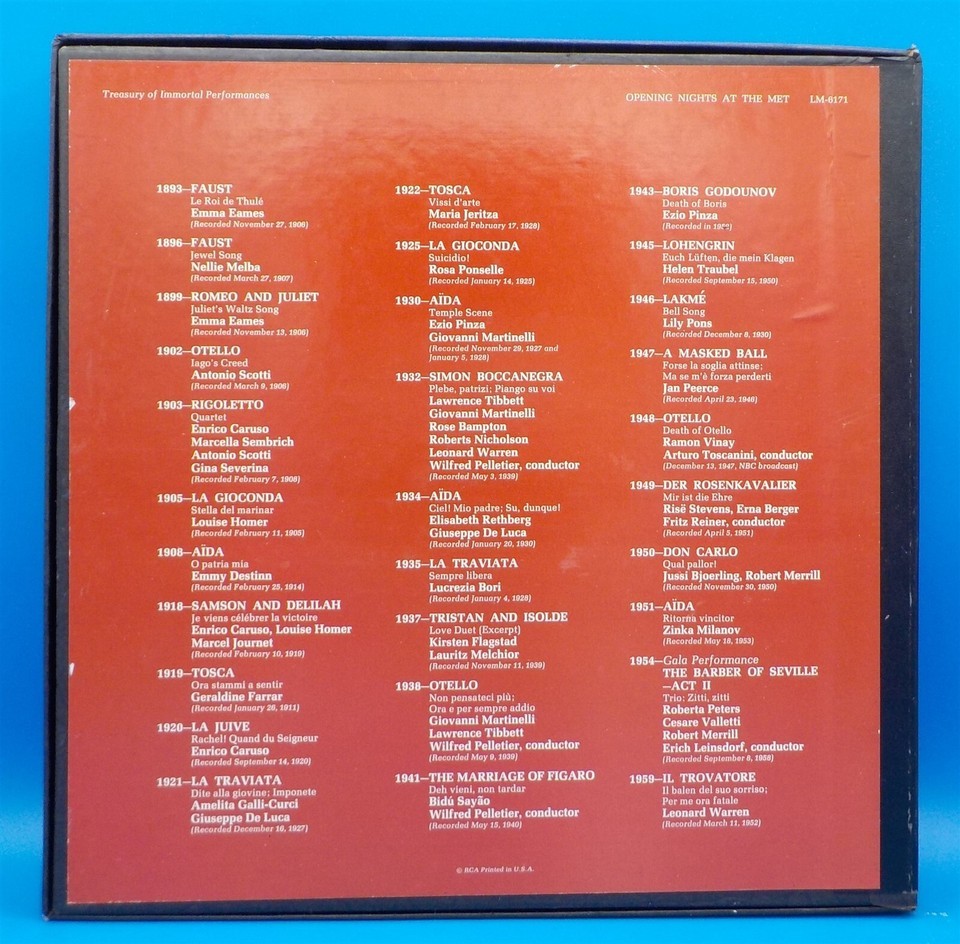 Treasury of Immortal Performances
OPENING NIGHTS AT THE MET LM-6171
1893—FAUST
Le Roi de Thulé
Emma Eames
(Recorded November 27, 1906)
1896—FAUST
Jewel Song
Nellie Melba
(Recorded March 27, 1907)
1899—ROMEO AND JULIET
Juliet's Waltz Song
Emma Eames
(Recorded November 13, 1906)
1902—OTELLO
Iago's Creed
Antonio Scotti
(Recorded March 9, 1908)
1903—RIGOLETTO
Quartet
Enrico Caruso
Marcella Sembrich
Antonio Scotti
Gina Severina
(Recorded February 7, 1908)
1905—LA GIOCONDA
Stella del marinar
Louise Homer
(Recorded February 11, 1905)
1908—AÏDA
O patria mia
Emmy Destinn
(Recorded February 25, 1914)
1918—SAMSON AND DELILAH
Je viens célébrer la victoire
Enrico Caruso, Louise Homer
Marcel Journet
(Recorded February 10, 1919)
1919—TOSCA
Ora stammi a sentir
Geraldine Farrar
(Recorded January 26, 1911)
1920—LA JUIVE
Rachel! Quand du Seigneur
Enrico Caruso
(Recorded September 14, 1920)
1921—LA TRAVIATA
Dite alla giovine; Imponete
Amelita Galli-Curci
Giuseppe De Luca
(Recorded December 16, 1927)
1922—TOSCA
Vissi d'arte
Maria Jeritza
(Recorded February 17, 1928)
1925—LA GIOCONDA
Suicidio!
Rosa Ponselle
(Recorded January 14, 1925)
1930—AÏDA
Temple Scene
Ezio Pinza
Giovanni Martinelli
(Recorded November 29, 1927 and
January 5, 1928)
1932—SIMON BOCCANEGRA
Plebe, patrizi; Piango su voi
Lawrence Tibbett
Giovanni Martinelli
Rose Bampton
Roberts Nicholson
Leonard Warren
Wilfred Pelletier, conductor
(Recorded May 3, 1939)
1934—AÏDA
Ciel! Mio padre; Su, dunque!
Elisabeth Rethberg
Giuseppe De Luca
(Recorded January 20, 1930)
1935—LA TRAVIATA
Sempre libera
Lucrezia Bori
(Recorded January 4, 1928)
1937—TRISTAN AND ISOLDE
Love Duet (Excerpt)
Kirsten Flagstad
Lauritz Melchior
(Recorded November 11, 1939)
1938—OTELLO
Non pensateci più;
Ora e per sempre addio
Giovanni Martinelli
Lawrence Tibbett
Wilfred Pelletier, conductor
(Recorded May 9, 1939)
1941—THE MARRIAGE OF FIGARO
Deh vieni, non tardar
Bidú Sayão
Wilfred Pelletier, conductor
(Recorded May 15, 1940)
1943—BORIS GODOUNOV
Death of Boris
Ezio Pinza
(Recorded in
1945—LOHENGRIN
Euch Lüften, die mein Klagen
Helen Traubel
(Recorded September 15, 1950)
1946—LAKMÉ
Bell Song
Lily Pons
(Recorded December 8, 1930)
1947—A MASKED BALL
Forse la soglia attinse;
Ma se m'è forza perderti
Jan Peerce
(Recorded April 23, 1946)
1948—OTELLO
Death of Otello
Ramon Vinay
Arturo Toscanini, conductor
(December 13, 1947, NBC broadcast)
1949—DER ROSENKAVALIER
Mir ist die Ehre
Risë Stevens, Erna Berger
Fritz Reiner, conductor
(Recorded April 5, 1951)
1950—DON CARLO
Qual pallor!
Jussi Bjoerling, Robert Merrill
(Recorded November 30, 1950)
1951—AÏDA
Ritorna vincitor
Zinka Milanov
(Recorded May 18, 1953)
1954—Gala Performance
THE BARBER OF SEVILLE
—ACT II
Trio: Zitti, zitti
Roberta Peters
Cesare Valletti
Robert Merrill
Erich Leinsdorf, conductor
(Recorded September 8, 1958)
1959—IL TROVATORE
Il balen del suo sorriso;
Per me ora fatale
Leonard Warren
(Recorded March 11, 1952)
© RCA Printed in U.S.A.